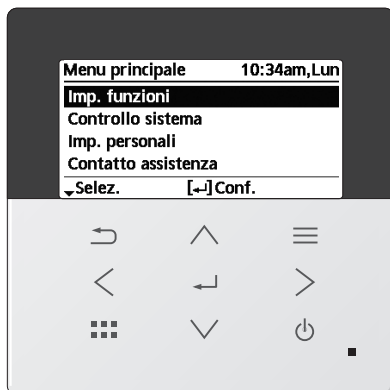 Menu principale 10:34am,Lun
Imp. funzioni
Controllo sistema
Imp. personali
Contatto assistenza
Selez. [↵]Conf.